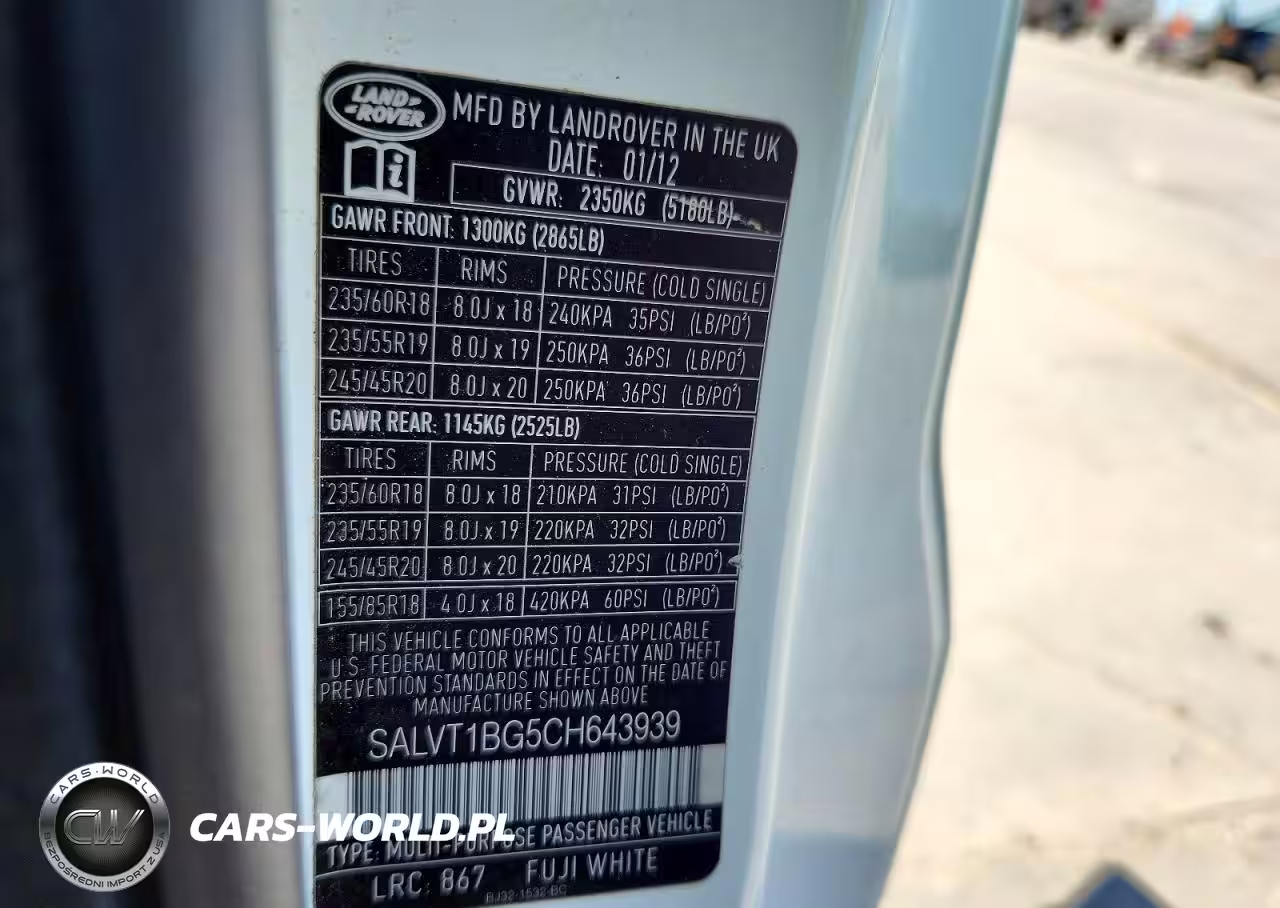 LAND
ROVER
MFD BY LANDROVER IN THE UK
DATE: 01/12
i
GVWR: 2350KG (5180LB)
GAWR FRONT: 1300KG (2865LB)
TIRES RIMS PRESSURE (COLD SINGLE)
235/60R18 8.0J x 18 240KPA 35PSI (LB/PO²)
235/55R19 8.0J x 19 250KPA 36PSI (LB/PO²)
245/45R20 8.0J x 20 250KPA 36PSI (LB/PO²)
GAWR REAR: 1145KG (2525LB)
TIRES RIMS PRESSURE (COLD SINGLE)
235/60R18 8.0J x 18 210KPA 31PSI (LB/PO²)
235/55R19 8.0J x 19 220KPA 32PSI (LB/PO²)
245/45R20 8.0J x 20 220KPA 32PSI (LB/PO²)
155/85R18 4.0J x 18 420KPA 60PSI (LB/PO²)
THIS VEHICLE CONFORMS TO ALL APPLICABLE
U.S. FEDERAL MOTOR VEHICLE SAFETY AND THEFT
PREVENTION STANDARDS IN EFFECT ON THE DATE OF
MANUFACTURE SHOWN ABOVE
SALVT1BG5CH643939
TYPE: MULTI-PURPOSE PASSENGER VEHICLE
LRC: 867 FUJI WHITE
BJ32-1532-BC
CARS-WORLD
CW
BEZPOŚREDNI IMPORT Z USA
CARS-WORLD.PL